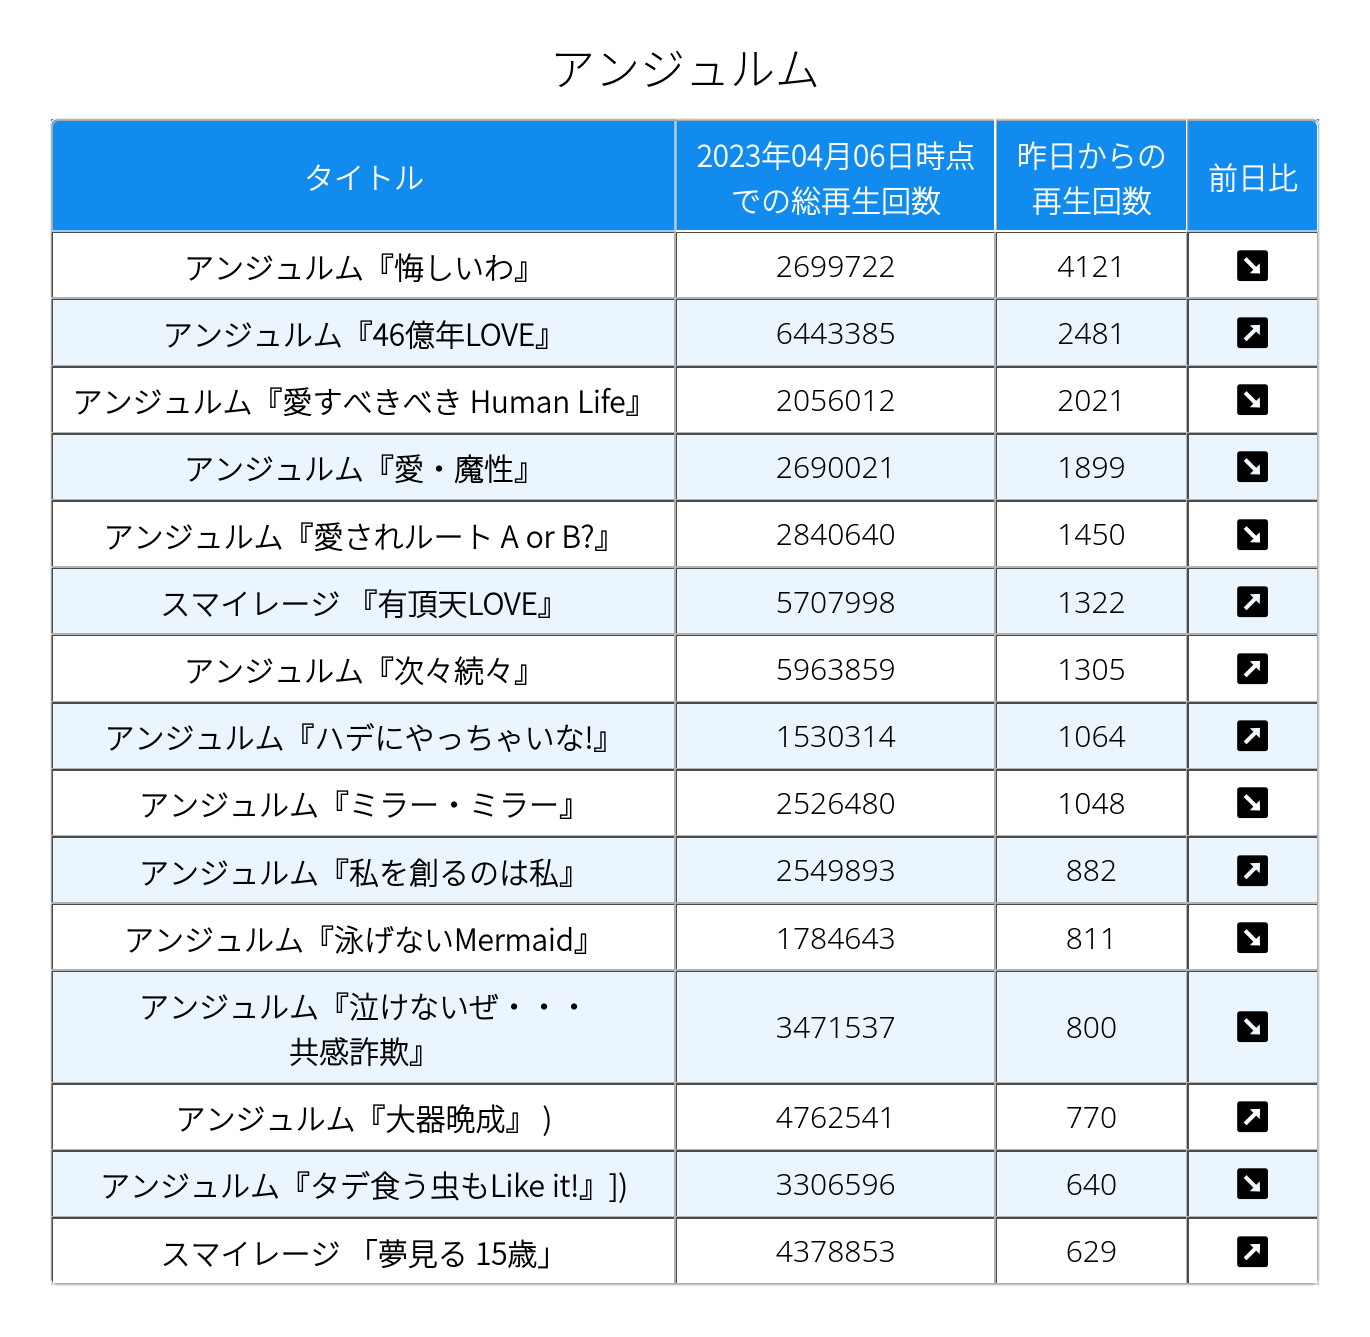 アンジュルム
タイトル
2023年04月06日時点
での総再生回数
昨日からの
再生回数
前日比
アンジュルム『悔しいわ』 2699722 4121
アンジュルム『46億年LOVE』 6443385 2481
アンジュルム『愛すべきべき Human Life』 2056012 2021
アンジュルム『愛・魔性』 2690021 1899
アンジュルム『愛されルート A or B?』 2840640 1450
スマイレージ 『有頂天LOVE』 5707998 1322
アンジュルム『次々続々』 5963859 1305
アンジュルム『ハデにやっちゃいな!』 1530314 1064
アンジュルム『ミラー・ミラー』 2526480 1048
アンジュルム『私を創るのは私』 2549893 882
アンジュルム『泳げないMermaid』 1784643 811
アンジュルム『泣けないぜ・・・
共感詐欺』 3471537 800
アンジュルム『大器晩成』 ) 4762541 770
アンジュルム『タデ食う虫もLike it!』]) 3306596 640
スマイレージ 「夢見る 15歳」 4378853 629